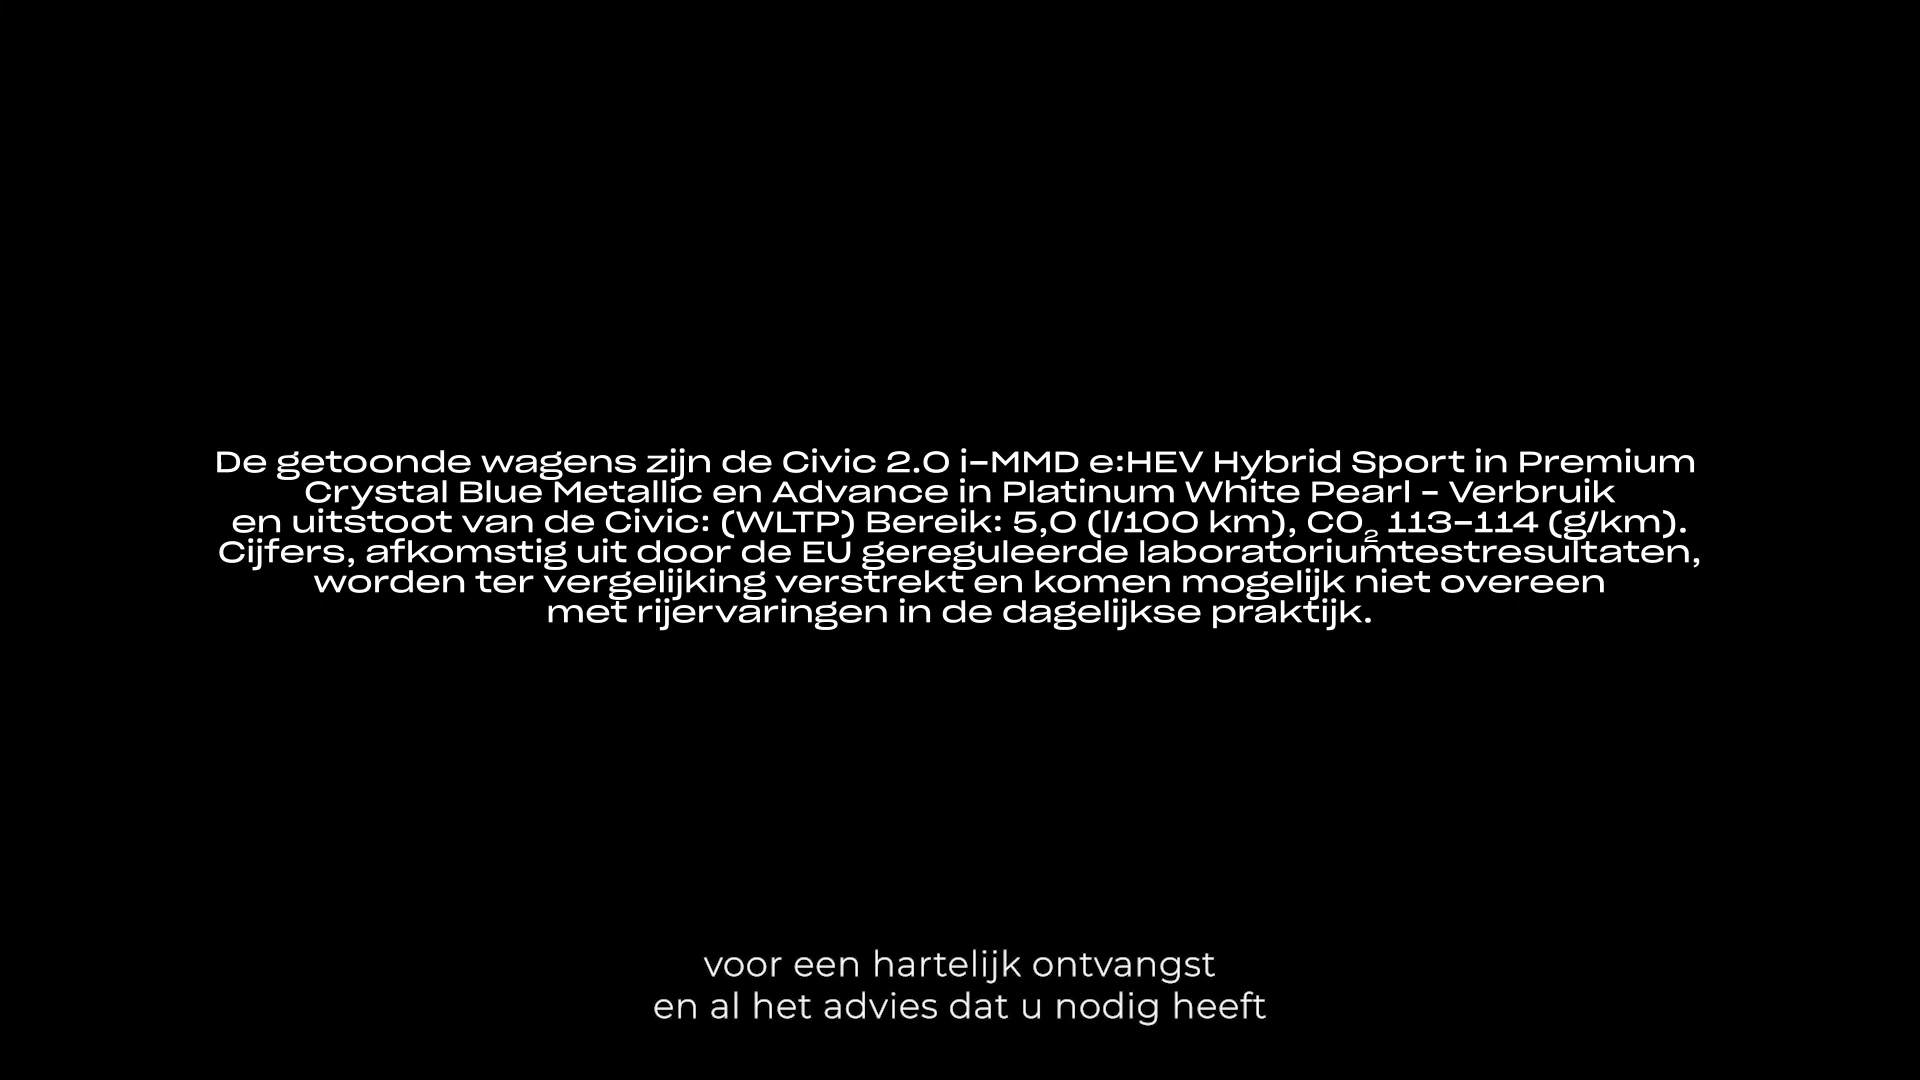 De getoonde wagens zijn de Civic 2.0 i-MMD e:HEV Hybrid Sport in Premium
Crystal Blue Metallic en Advance in Platinum White Pearl - Verbruik
en uitstoot van de Civic: (WLTP) Bereik: 5,0 (l/100 km), CO₂ 113-114 (g/km).
Cijfers, afkomstig uit door de EU gereguleerde laboratoriumtestresultaten,
worden ter vergelijking verstrekt en komen mogelijk niet overeen
met rijervaringen in de dagelijkse praktijk.
voor een hartelijk ontvangst
en al het advies dat u nodig heeft